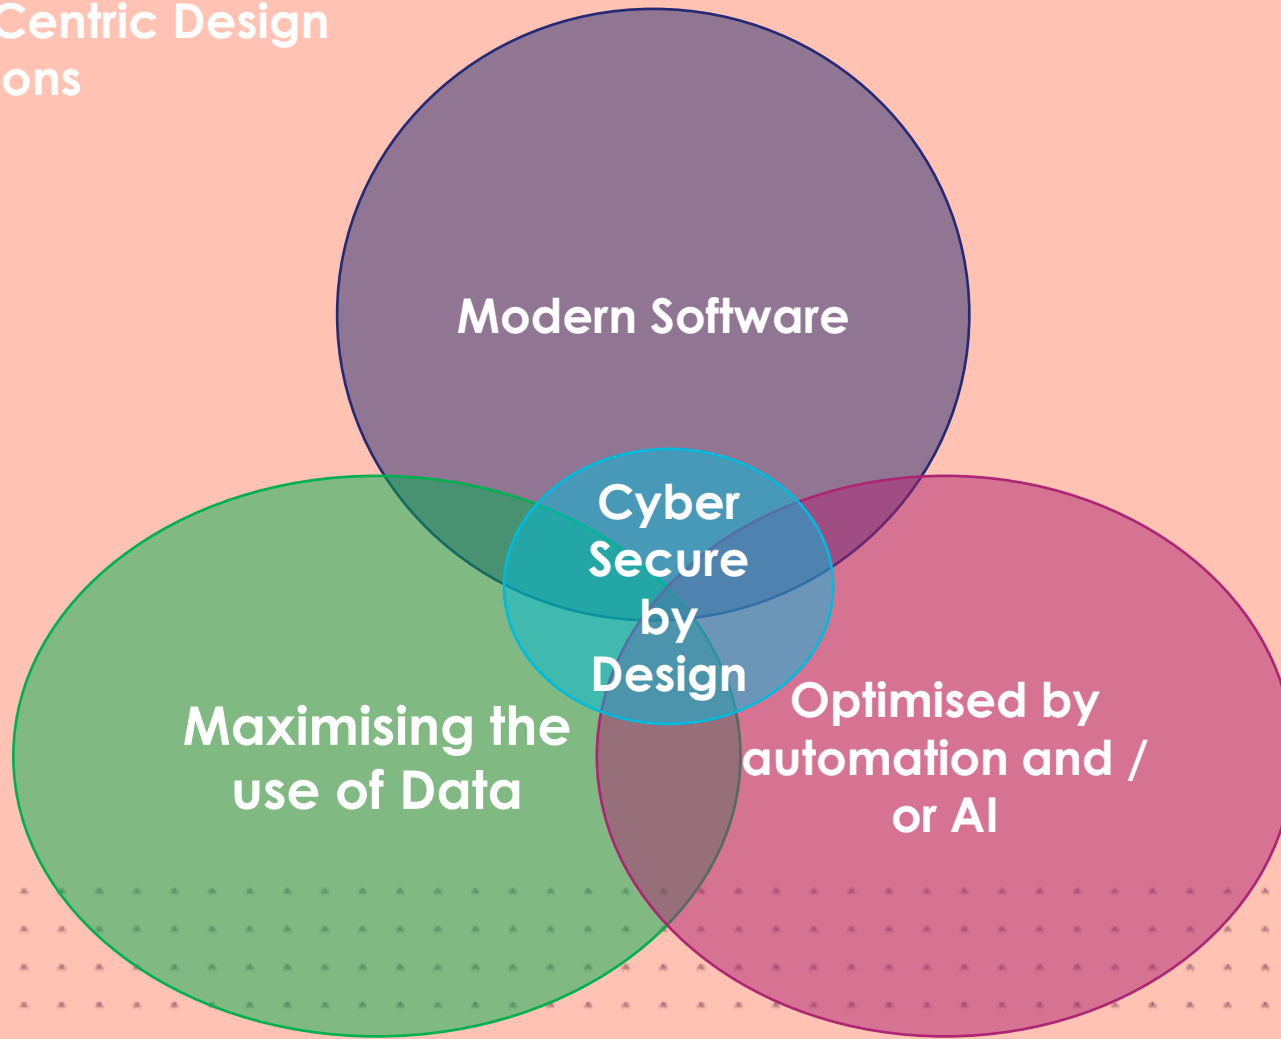 Centric Design
ons
Modern Software
Cyber
Secure
by
Design
Maximising the
use of Data
Optimised by
automation and /
or AI